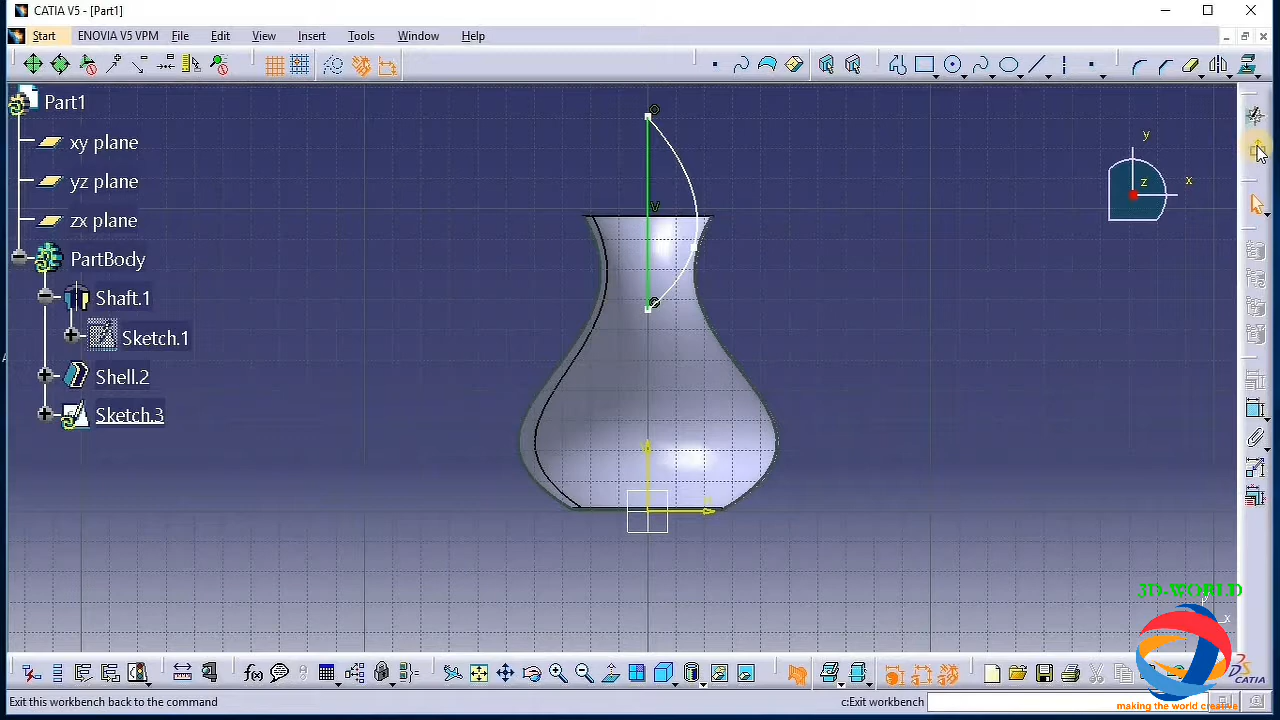 CATIA V5 - [Part1]
Start ENOVIA V5 VPM File Edit View Insert Tools Window Help
Part1
xy plane
yz plane
zx plane
PartBody
Shaft.1
Sketch.1
Shell.2
Sketch.3
V
y
z x
3D-WORLD
f(x)
CATIA
making the world creative
Exit this workbench back to the command
c:Exit workbench